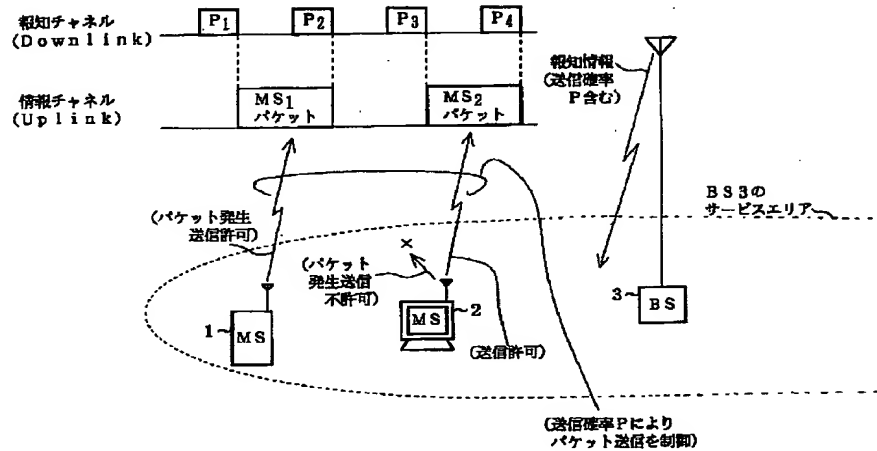 報知チャネル
(Downlink)
P1
P2
P3
P4
情報チャネル
(Uplink)
MS1
パケット
MS2
パケット
報知情報
(送信確率
P含む)
BS3の
サービスエリア
(パケット発生
送信許可)
×
(パケット
発生送信
不許可)
1
MS
MS
2
(送信許可)
3
BS
(送信確率Pにより
パケット送信を制御)